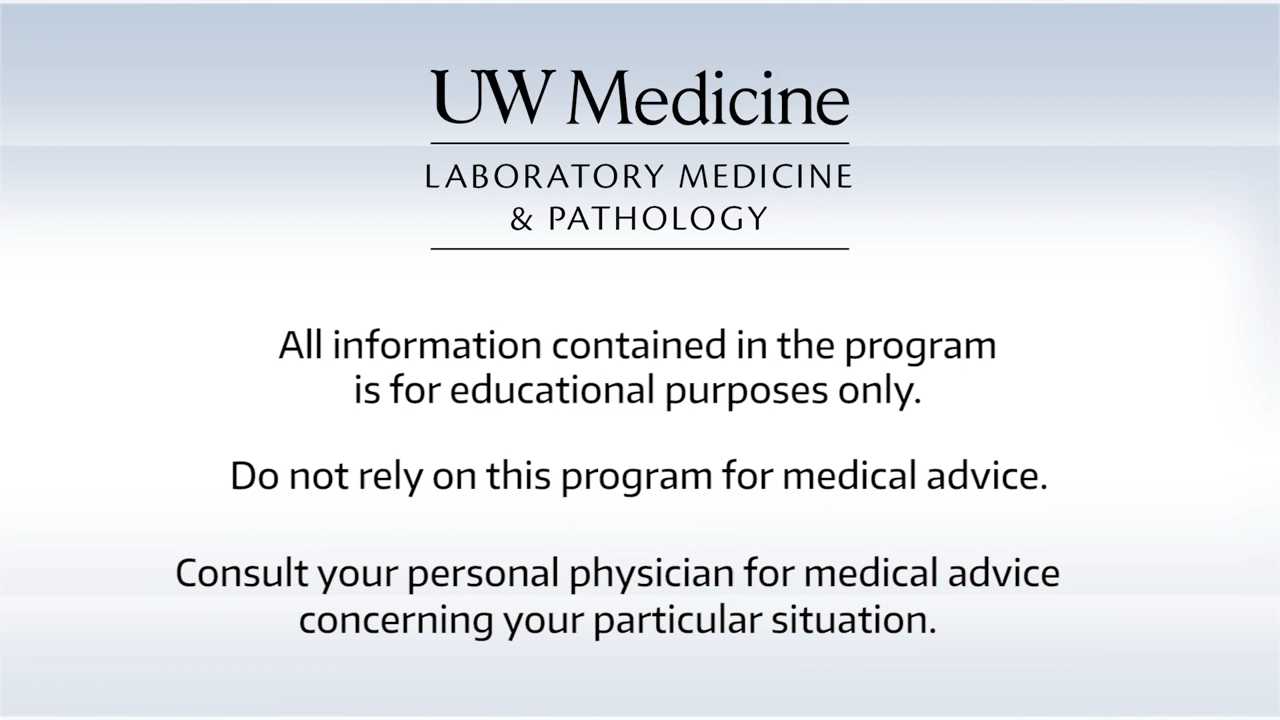 UW Medicine
LABORATORY MEDICINE
& PATHOLOGY
All information contained in the program
is for educational purposes only.
Do not rely on this program for medical advice.
Consult your personal physician for medical advice
concerning your particular situation.